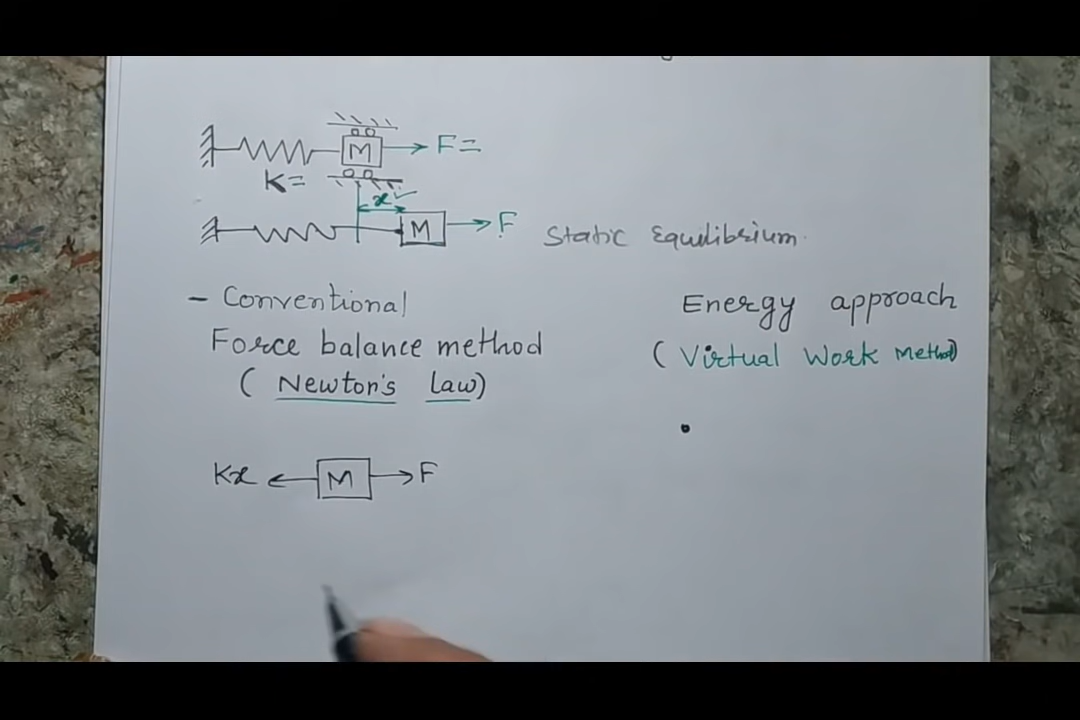 M F=
K=
x
M F Static Equilibrium.
- Conventional
Force balance method
( Newton's Law)
Energy approach
( Virtual Work Method)
Kx M F